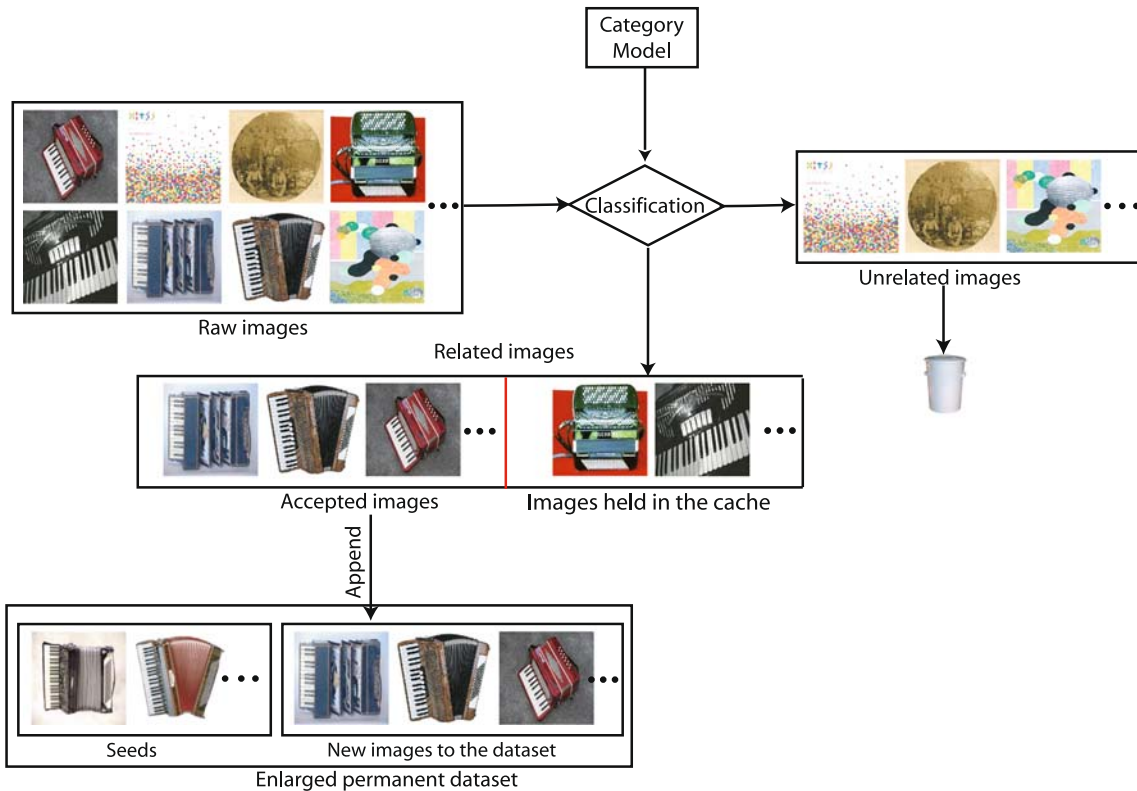 Category
Model
Classification
Raw images
Unrelated images
Related images
Accepted images
Images held in the cache
Append
Seeds
New images to the dataset
Enlarged permanent dataset